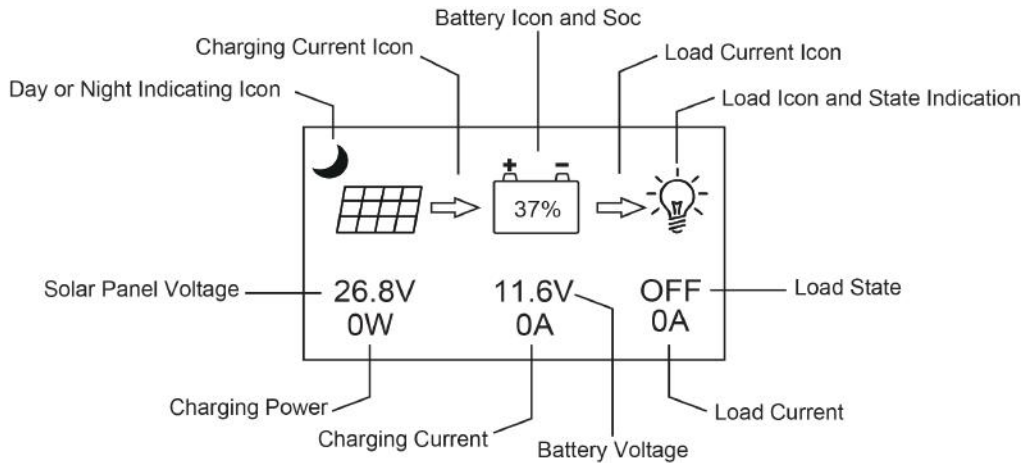 Battery Icon and Soc
Charging Current Icon
Load Current Icon
Day or Night Indicating Icon
Load Icon and State Indication
+ −
37%
Solar Panel Voltage
26.8V
11.6V
OFF
Load State
0W
0A
0A
Charging Power
Load Current
Charging Current
Battery Voltage